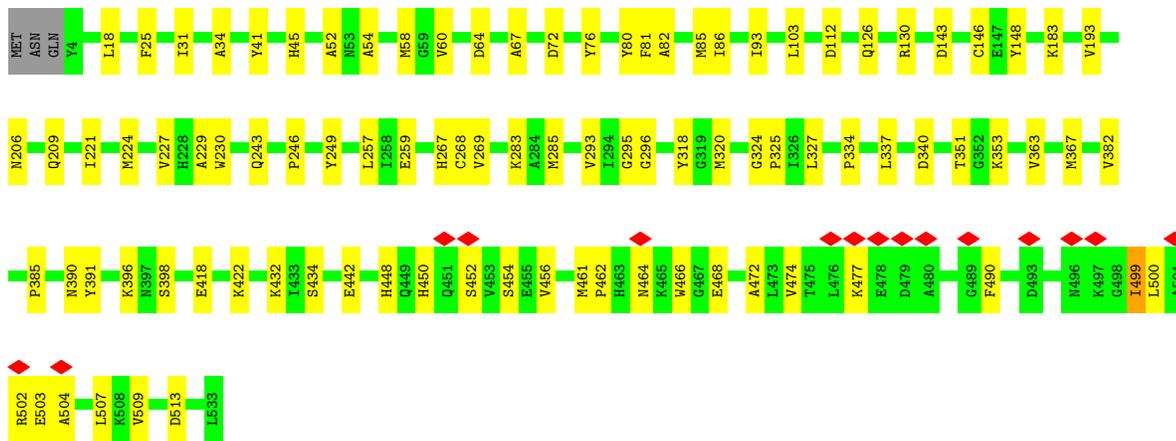 MET ASN GLN Y4 L18 F25 I31 A34 Y41 H45 A52 N53 A54 M58 G59 V60 D64 A67 D72 Y76 Y80 F81 A82 M85 I86 I93 L103 D112 Q126 R130 D143 C146 E147 Y148 K183 V193
N206 Q209 I221 M224 V227 H228 A229 W230 Q243 P246 Y249 L257 I258 E259 H267 C268 V269 K283 A284 M285 V293 I294 G295 G296 Y318 G319 M320 G324 P325 I326 L327 P334 L337 D340 T351 G352 K353 V363 M367 V382
P385 N390 Y391 K396 N397 S398 E418 K422 K432 I433 S434 E442 H448 Q449 H450 Q451 S452 V453 S454 E455 V456 M461 P462 H463 N464 K465 W466 G467 E468 A472 L473 V474 T475 L476 K477 E478 D479 A480 G489 F490 D493 N496 K497 G498 I499 L500
R502 E503 A504 L507 K508 V509 D513 L533